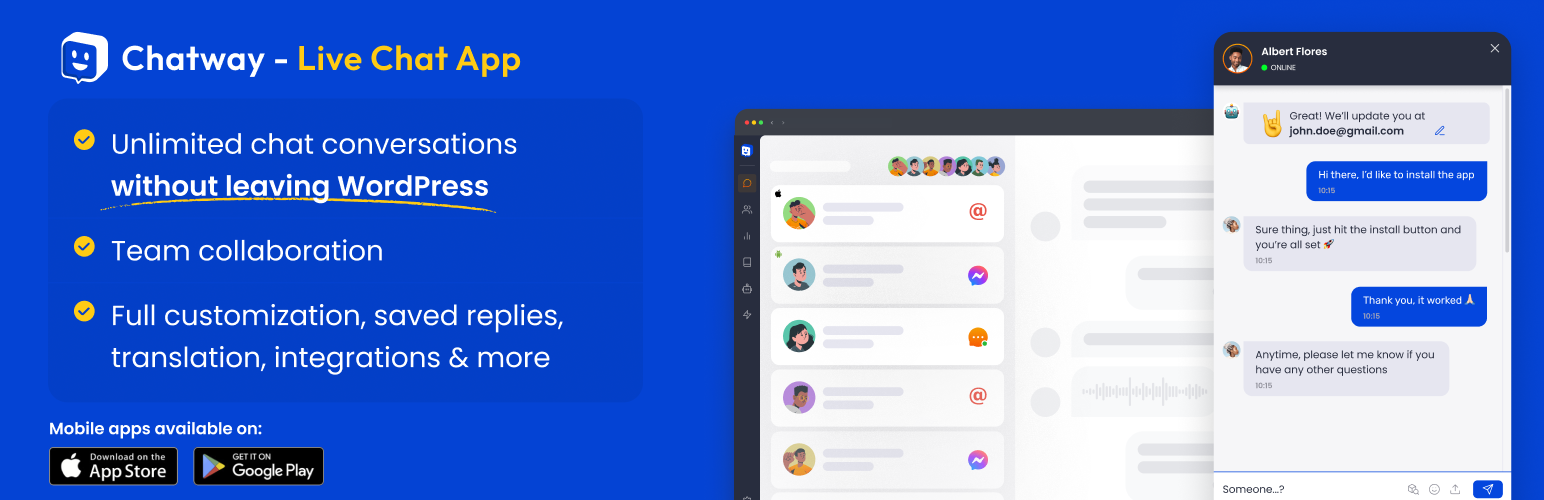 Chatway - Live Chat App
Unlimited chat conversations
without leaving WordPress
Team collaboration
Full customization, saved replies,
translation, integrations & more
Mobile apps available on:
Download on the
App Store
GET IT ON
Google Play
@
@
Albert Flores
ONLINE
Great! We'll update you at
john.doe@gmail.com
Hi there, I'd like to install the app
10:15
Sure thing, just hit the install button and
you're all set 🚀
10:15
Thank you, it worked 🙏🏻
10:15
Anytime, please let me know if you
have any other questions
10:15
Someone...?